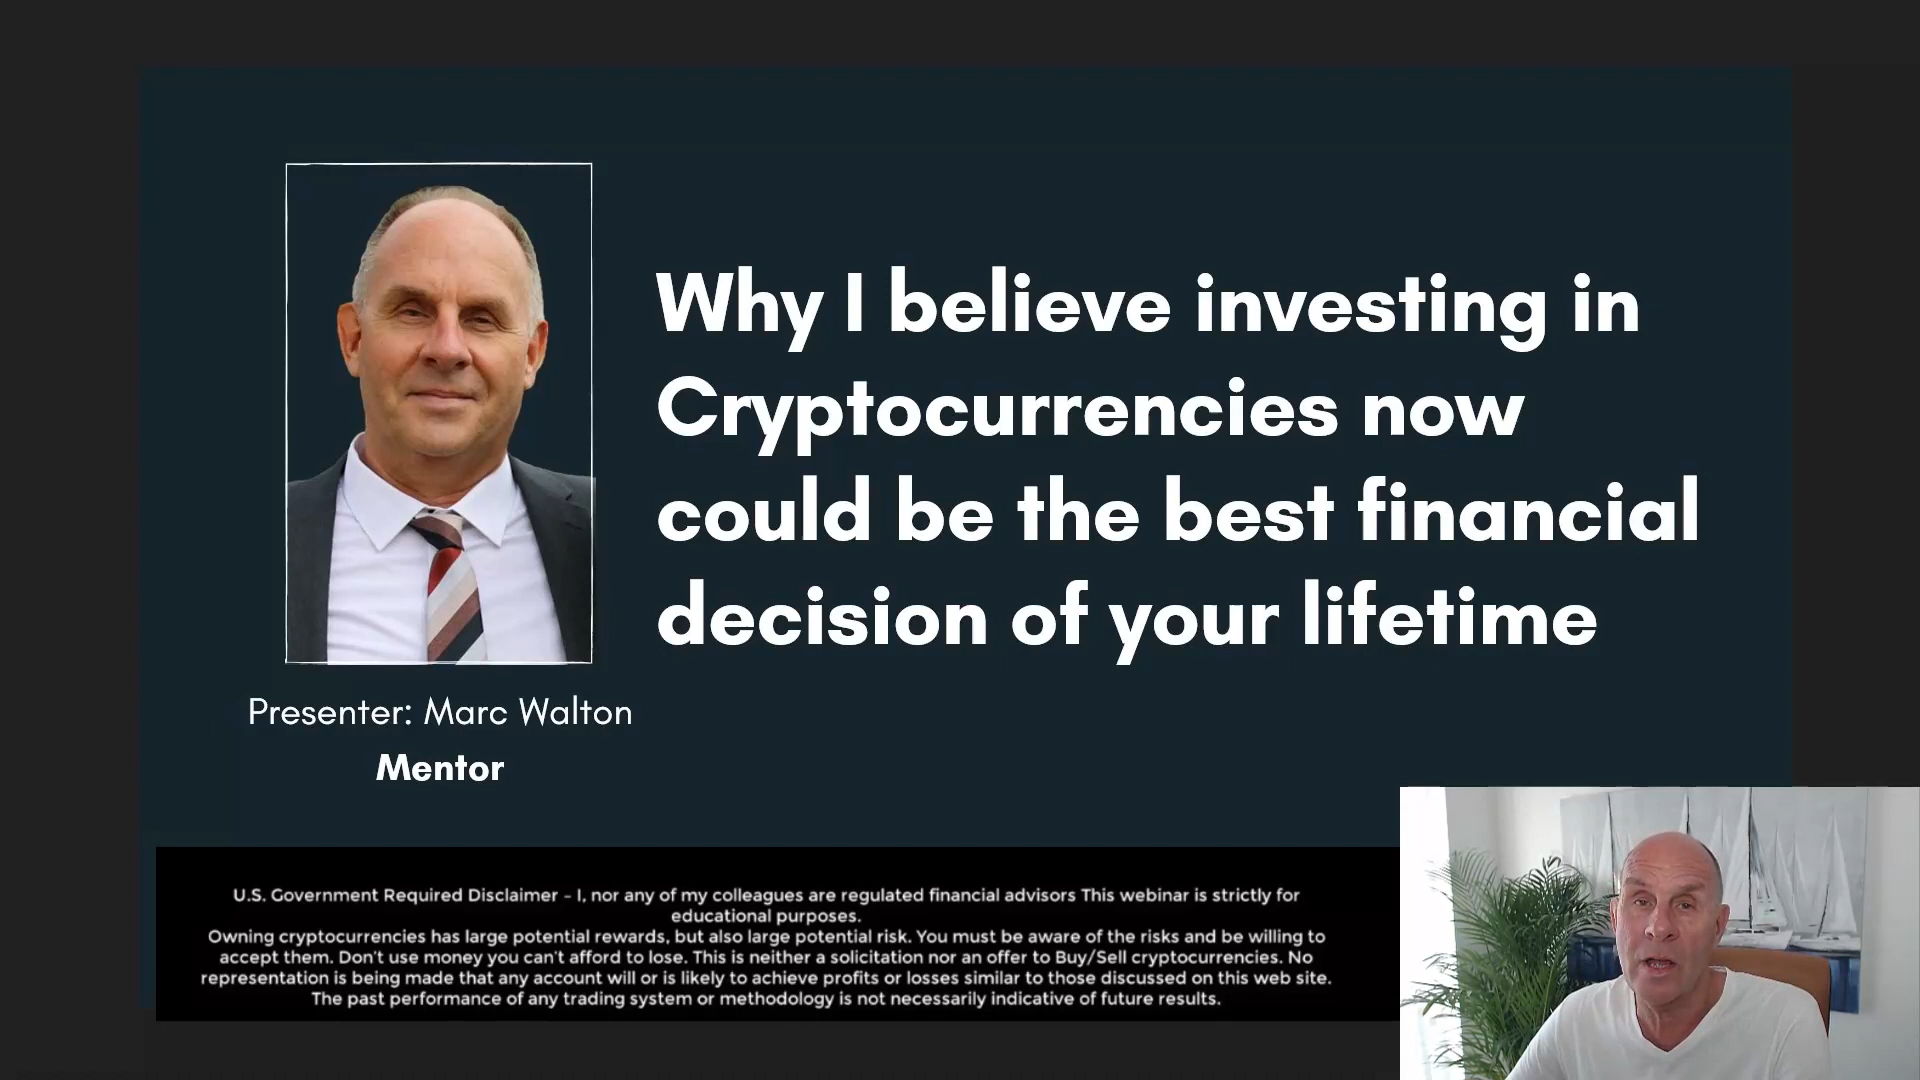 Why I believe investing in
Cryptocurrencies now
could be the best financial
decision of your lifetime
Presenter: Marc Walton
Mentor
U.S. Government Required Disclaimer - I, nor any of my colleagues are regulated financial advisors This webinar is strictly for
educational purposes.
Owning cryptocurrencies has large potential rewards, but also large potential risk. You must be aware of the risks and be willing to
accept them. Don't use money you can't afford to lose. This is neither a solicitation nor an offer to Buy/Sell cryptocurrencies. No
representation is being made that any account will or is likely to achieve profits or losses similar to those discussed on this web site.
The past performance of any trading system or methodology is not necessarily indicative of future results.